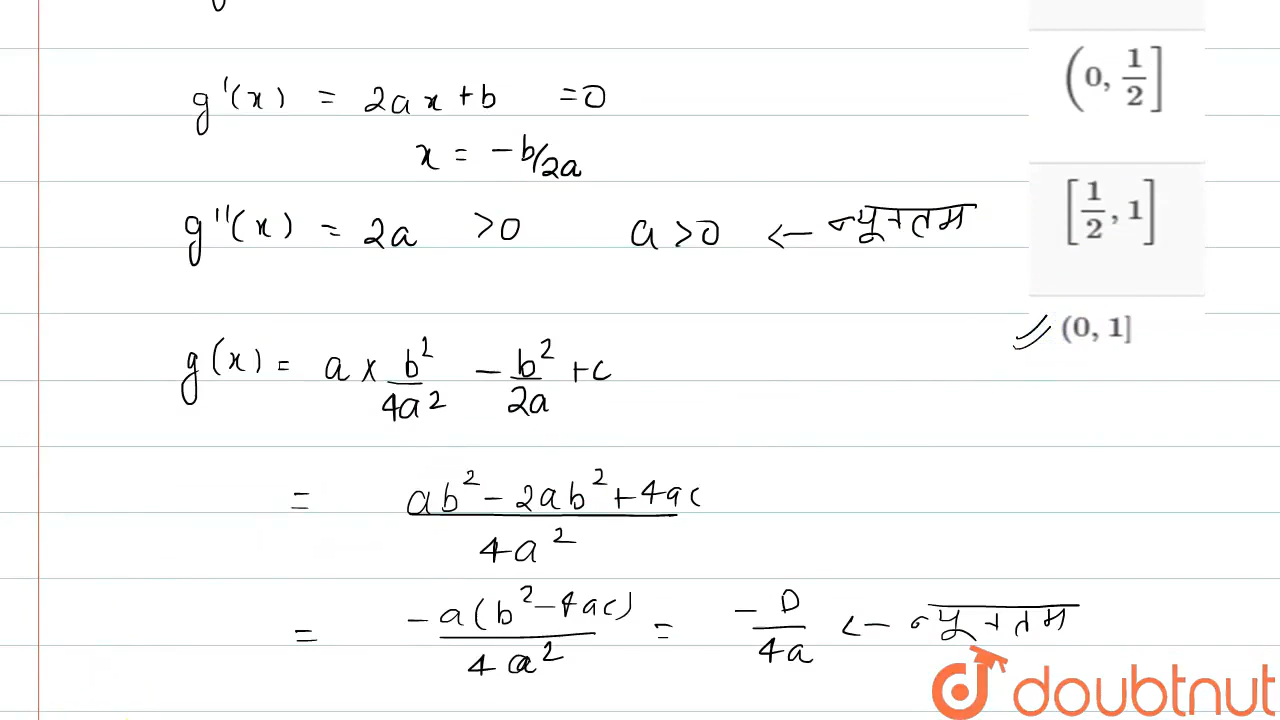 g'(x) = 2ax + b = 0
x = -b/2a
g''(x) = 2a > 0 a > 0 <- न्यूनतम
g(x) = a × b²/4a² - b²/2a + c
= ab² - 2ab² + 4ac/4a²
= -a(b² - 4ac)/4a² = -D/4a <- न्यूनतम
(0, 1/2]
[1/2, 1]
(0, 1]
doubtnut